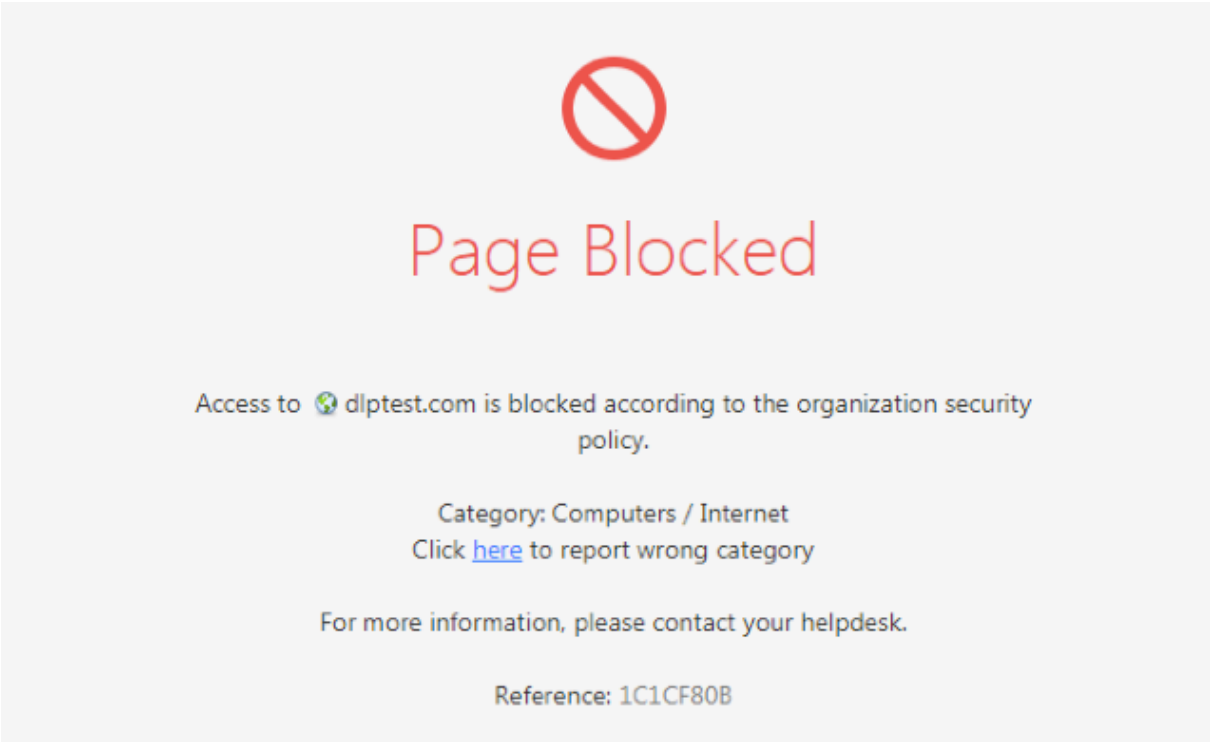 Page Blocked
Access to dlptest.com is blocked according to the organization security
policy.
Category: Computers / Internet
Click here to report wrong category
For more information, please contact your helpdesk.
Reference: 1C1CF80B